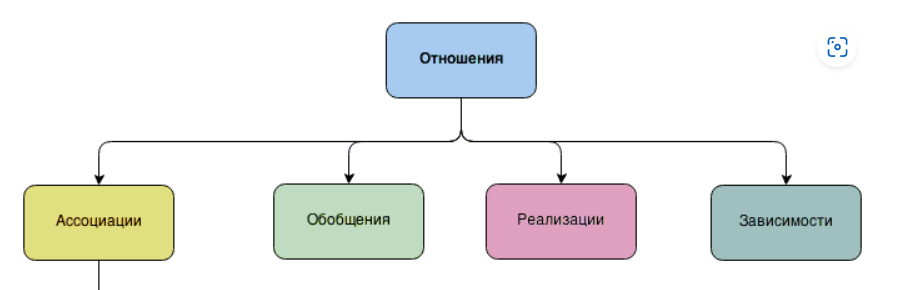 Отношения
Ассоциации
Обобщения
Реализации
Зависимости